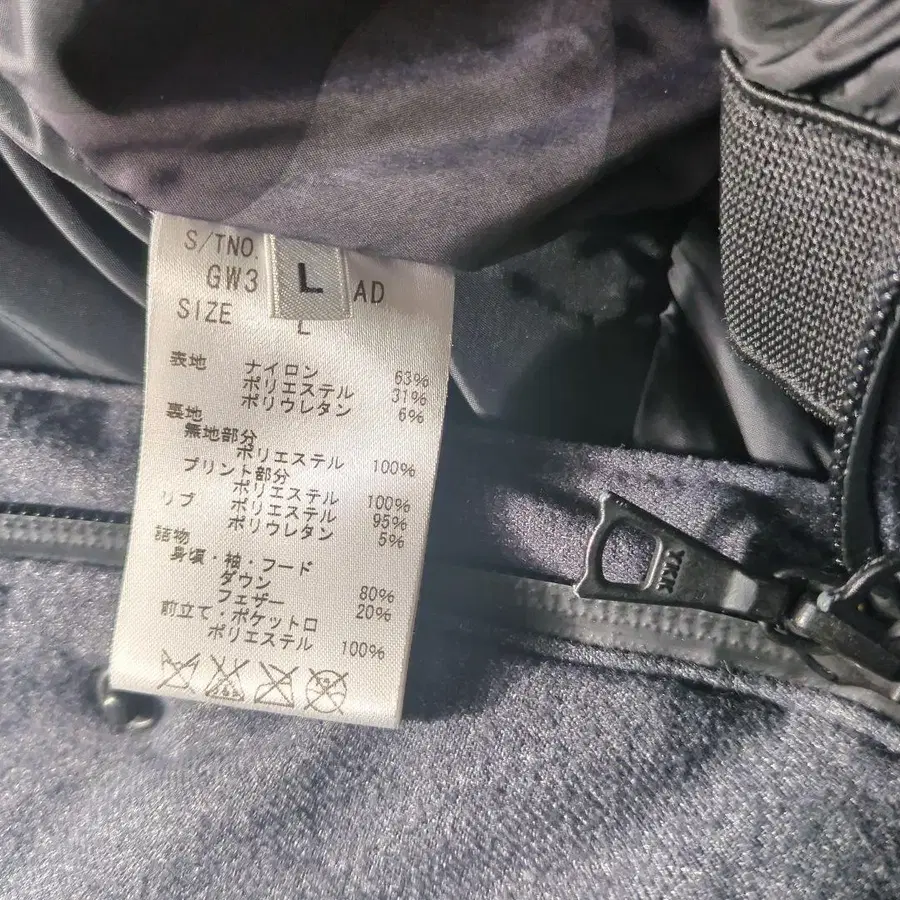 S/TNO.
GW3 L AD
SIZE L
表地 ナイロン 63%
ポリエステル 31%
ポリウレタン 6%
裏地
無地部分
ポリエステル 100%
プリント部分
ポリエステル 100%
リブ ポリエステル 95%
ポリウレタン 5%
詰物
身頃・袖・フード
ダウン 80%
フェザー 20%
前立て・ポケット口
ポリエステル 100%
YKK